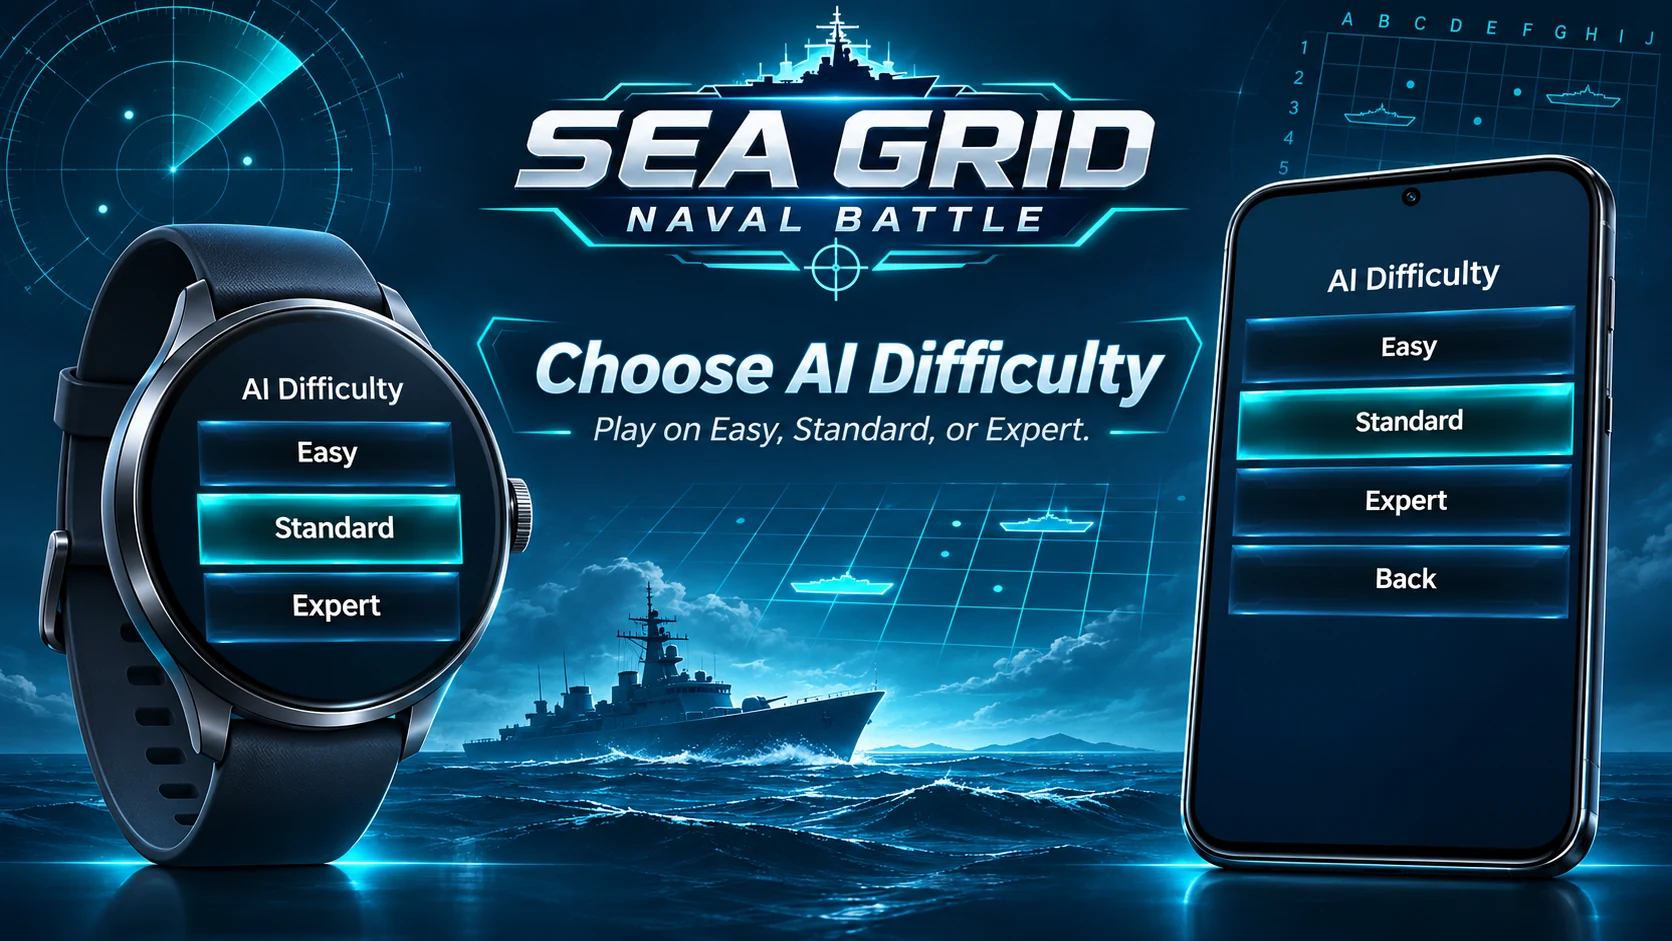 SEA GRID
NAVAL BATTLE
Choose AI Difficulty
Play on Easy, Standard, or Expert.
AI Difficulty
Easy
Standard
Expert
A B C D E F G H I J
1
2
3
4
5
AI Difficulty
Easy
Standard
Expert
Back